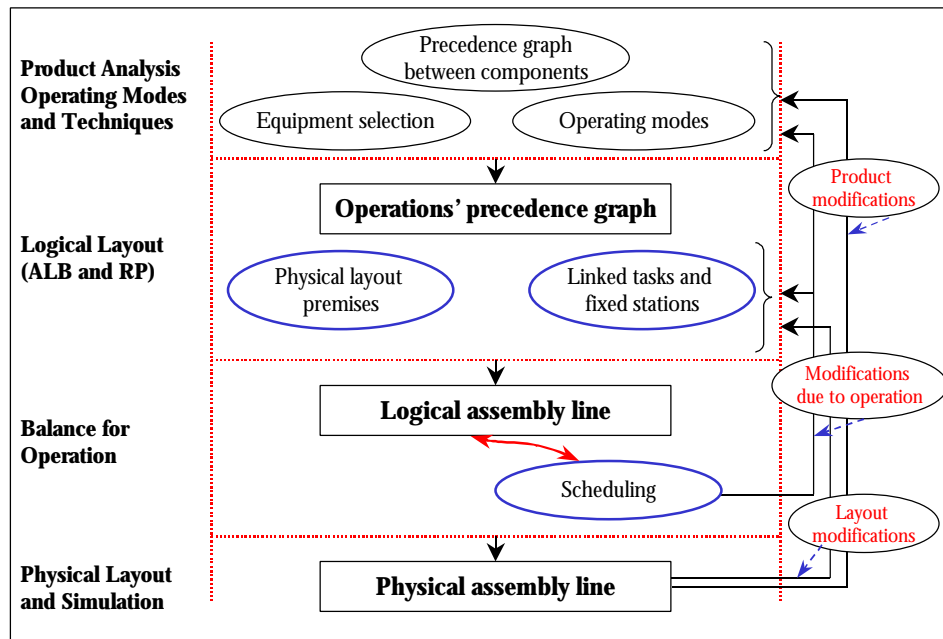 Product Analysis
Operating Modes
and Techniques
Precedence graph
between components
Equipment selection
Operating modes
Product
modifications
Operations’ precedence graph
Logical Layout
(ALB and RP)
Physical layout
premises
Linked tasks and
fixed stations
Modifications
due to operation
Logical assembly line
Balance for
Operation
Scheduling
Layout
modifications
Physical Layout
and Simulation
Physical assembly line